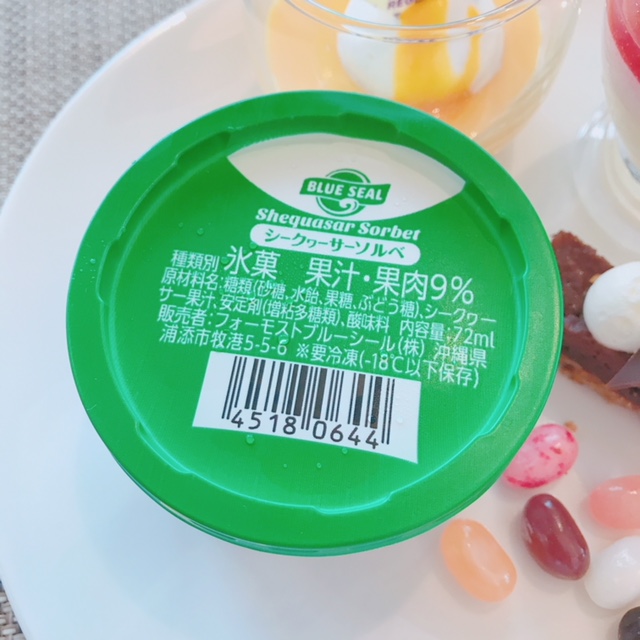 BLUE SEAL
Shequasar Sorbet
シークヮーサーソルベ
種類別 氷菓 果汁・果肉9%
原材料名:糖類(砂糖、水飴、果糖、ぶどう糖)、シークヮー
サー果汁、安定剤(増粘多糖類)、酸味料 内容量 72ml
販売者:フォーモストブルーシール(株) 沖縄県
浦添市牧港5-5-6 ※要冷凍(-18℃以下保存)
4518 0644